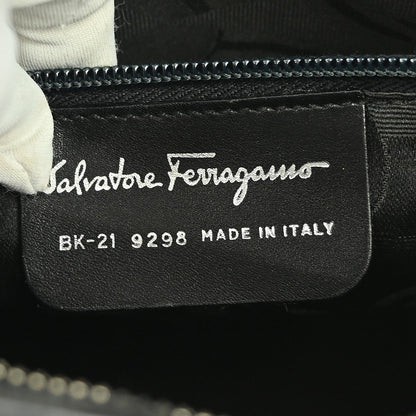 Salvatore Ferragamo
BK-21 9298 MADE IN ITALY